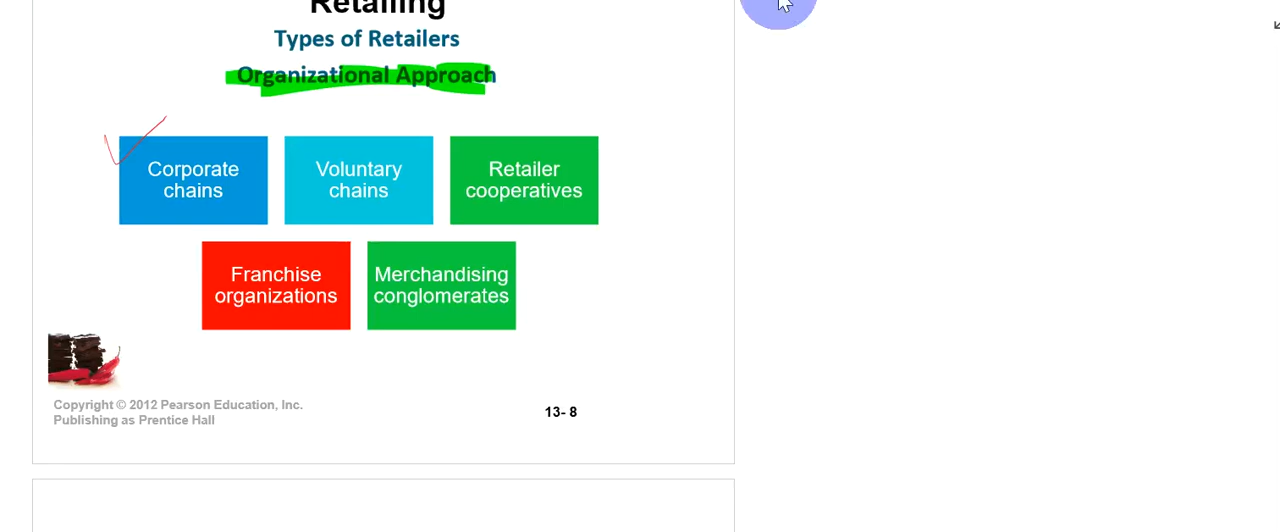 Retailing
Types of Retailers
Organizational Approach
Corporate
chains
Voluntary
chains
Retailer
cooperatives
Franchise
organizations
Merchandising
conglomerates
Copyright © 2012 Pearson Education, Inc.
Publishing as Prentice Hall
13- 8